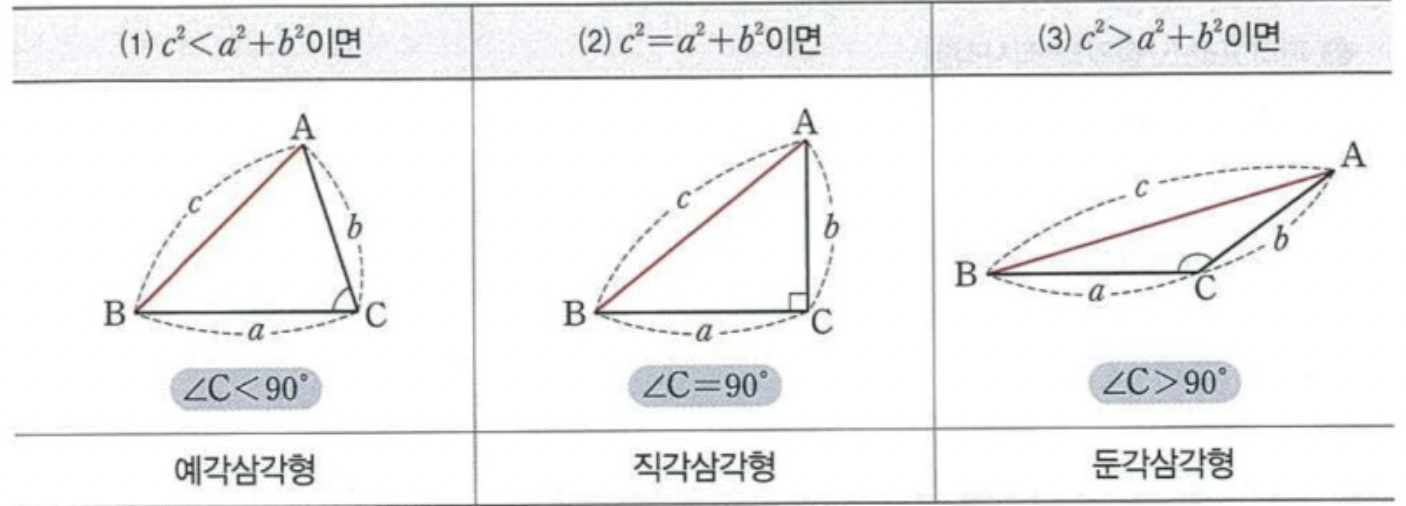 (1) c²<a²+b²이면
(2) c²=a²+b²이면
(3) c²>a²+b²이면
A
c
b
B
a
C
∠C<90°
A
c
b
B
a
C
∠C=90°
A
c
b
B
a
C
∠C>90°
예각삼각형
직각삼각형
둔각삼각형